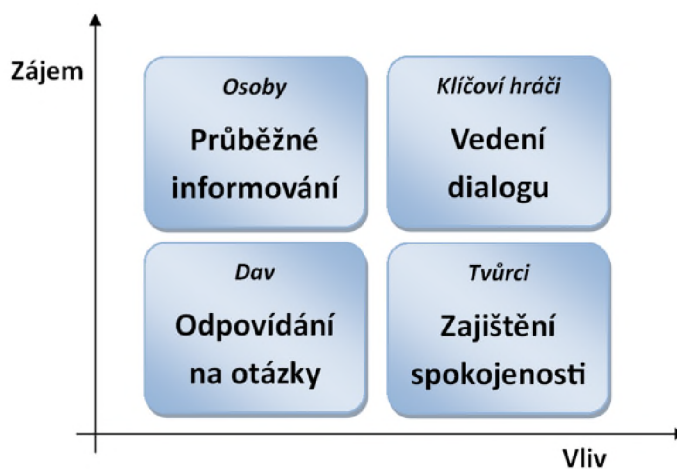 Zájem
Osoby
Průběžné
informování
Klíčoví hráči
Vedení
dialogu
Dav
Odpovídání
na otázky
Tvůrci
Zajištění
spokojenosti
Vliv